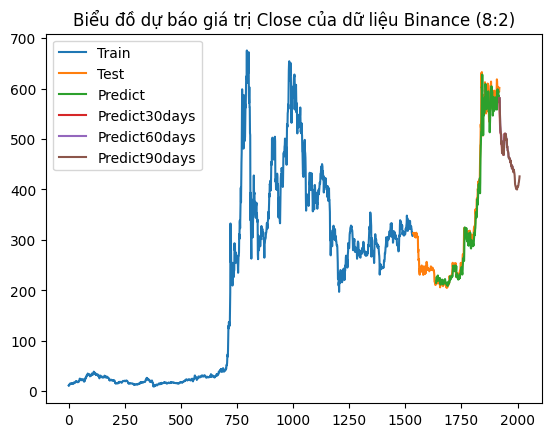 Biểu đồ dự báo giá trị Close của dữ liệu Binance (8:2)
700
600
500
400
300
200
100
0
Train
Test
Predict
Predict30days
Predict60days
Predict90days
0 250 500 750 1000 1250 1500 1750 2000